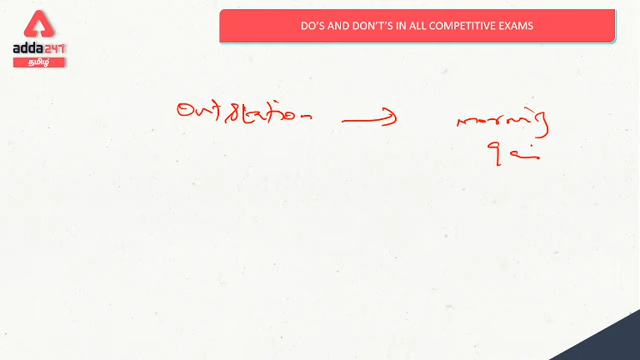 DO'S AND DON'T'S IN ALL COMPETITIVE EXAMS
adda247
தமிழ்
Outstation → morning
9